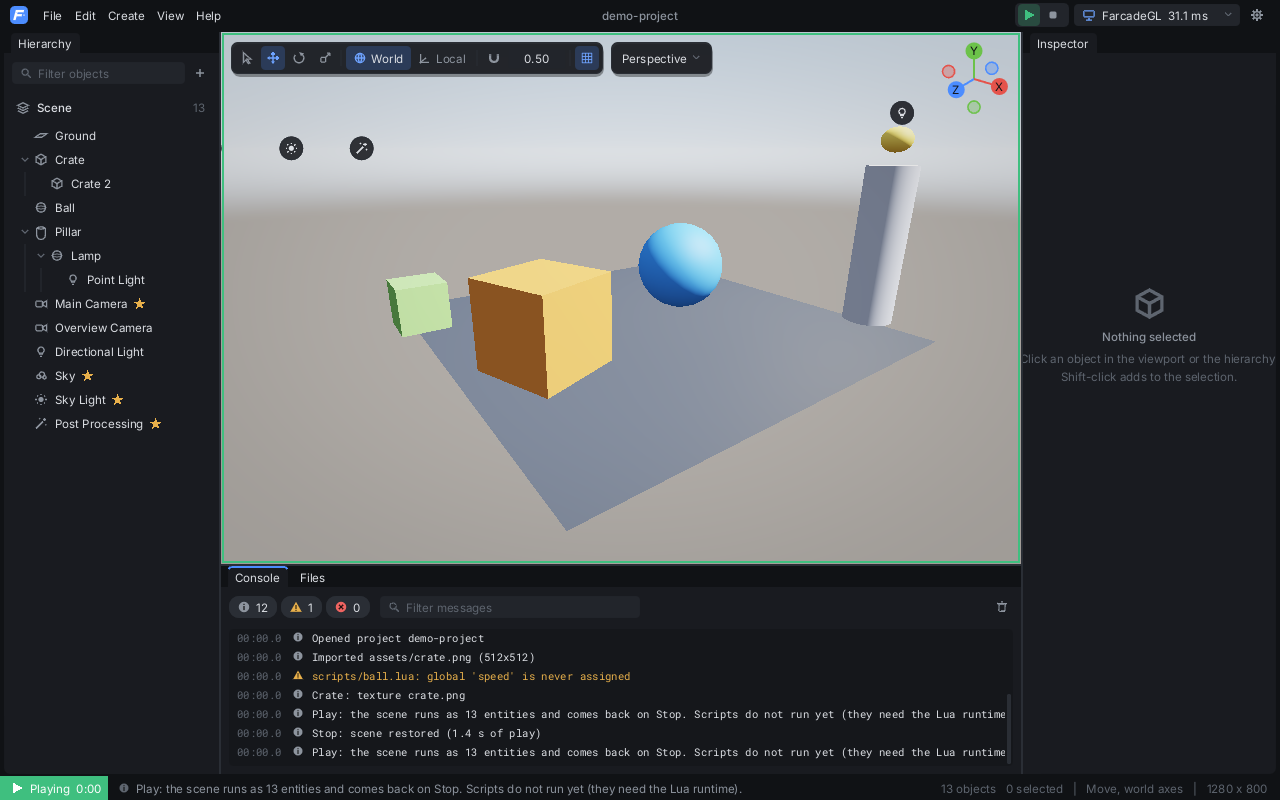 File Edit Create View Help
demo-project
FarcadeGL 31.1 ms
Hierarchy
Filter objects
Scene 13
Ground
Crate
Crate 2
Ball
Pillar
Lamp
Point Light
Main Camera
Overview Camera
Directional Light
Sky
Sky Light
Post Processing
World Local 0.50 Perspective
Y
X
Z
Inspector
Nothing selected
Click an object in the viewport or the hierarchy
Shift-click adds to the selection.
Console Files
12 1 0 Filter messages
00:00.0 Opened project demo-project
00:00.0 Imported assets/crate.png (512x512)
00:00.0 scripts/ball.lua: global 'speed' is never assigned
00:00.0 Crate: texture crate.png
00:00.0 Play: the scene runs as 13 entities and comes back on Stop. Scripts do not run yet (they need the Lua runtime
00:00.0 Stop: scene restored (1.4 s of play)
00:00.0 Play: the scene runs as 13 entities and comes back on Stop. Scripts do not run yet (they need the Lua runtime
Playing 0:00 Play: the scene runs as 13 entities and comes back on Stop. Scripts do not run yet (they need the Lua runtime). 13 objects 0 selected | Move, world axes | 1280 x 800